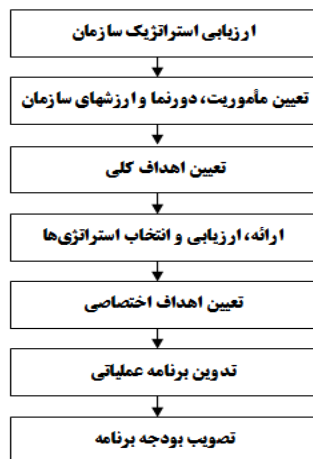 ارزیابی استراتژیک سازمان
تعیین مأموریت، دورنما و ارزشهای سازمان
تعیین اهداف کلی
ارائه، ارزیابی و انتخاب استراتژی‌ها
تعیین اهداف اختصاصی
تدوین برنامه عملیاتی
تصویب بودجه برنامه